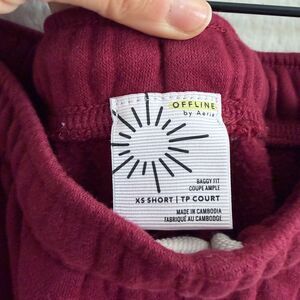 OFFLINE
by Aerie
BAGGY FIT
COUPE AMPLE
XS SHORT | TP COURT
MADE IN CAMBODIA
FABRIQUÉ AU CAMBODGE